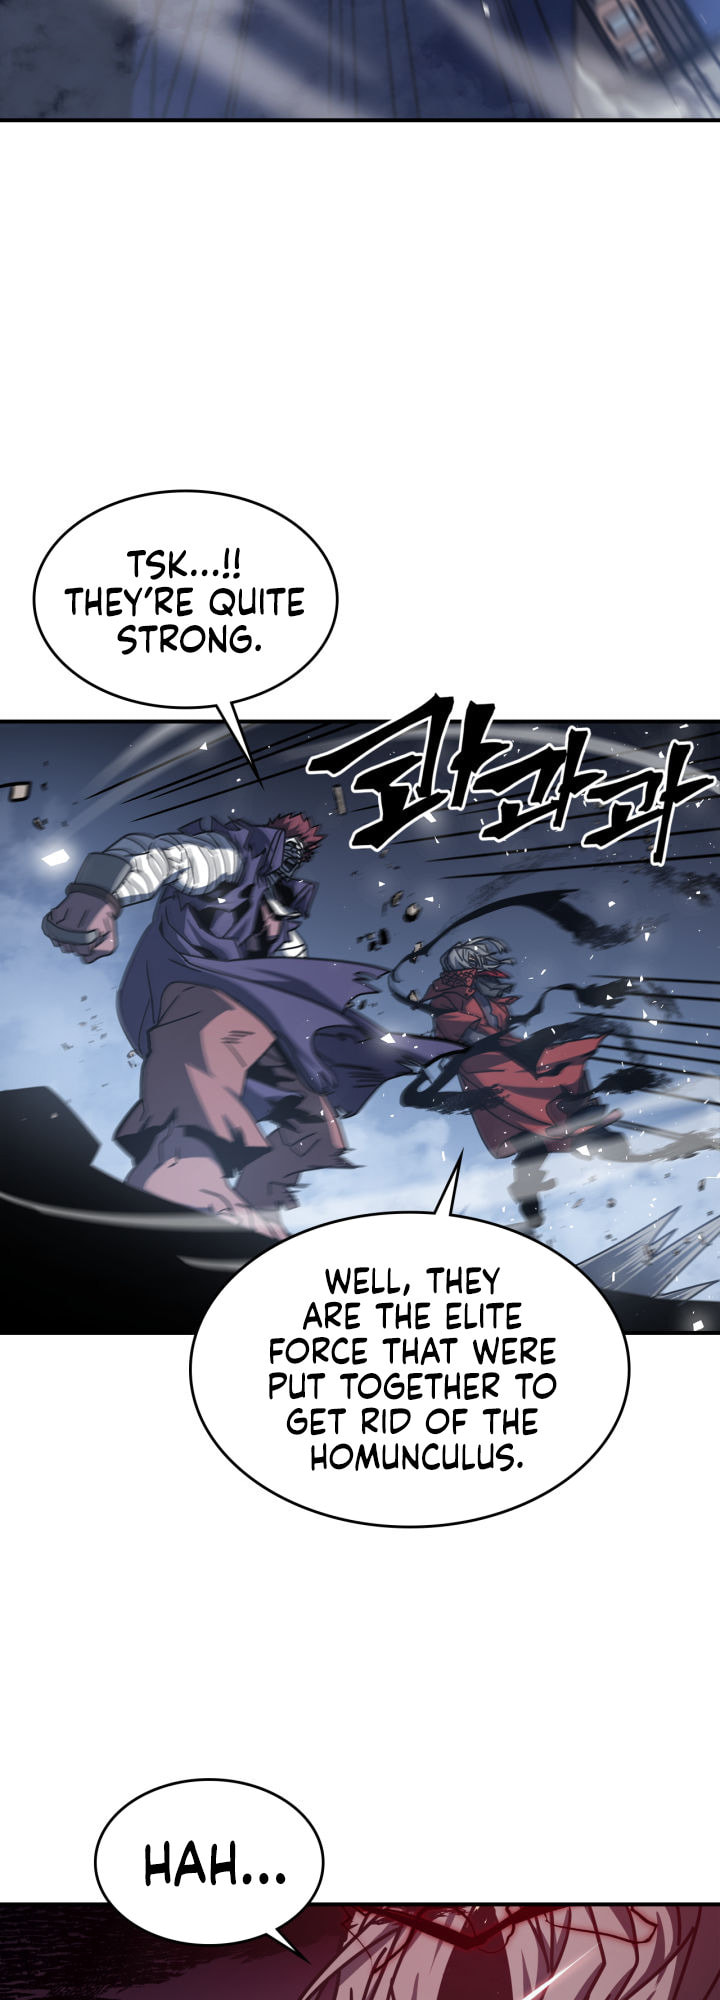 TSK...!!
THEY'RE QUITE
STRONG.
콰과과
WELL, THEY
ARE THE ELITE
FORCE THAT WERE
PUT TOGETHER TO
GET RID OF THE
HOMUNCULUS.
HAH...